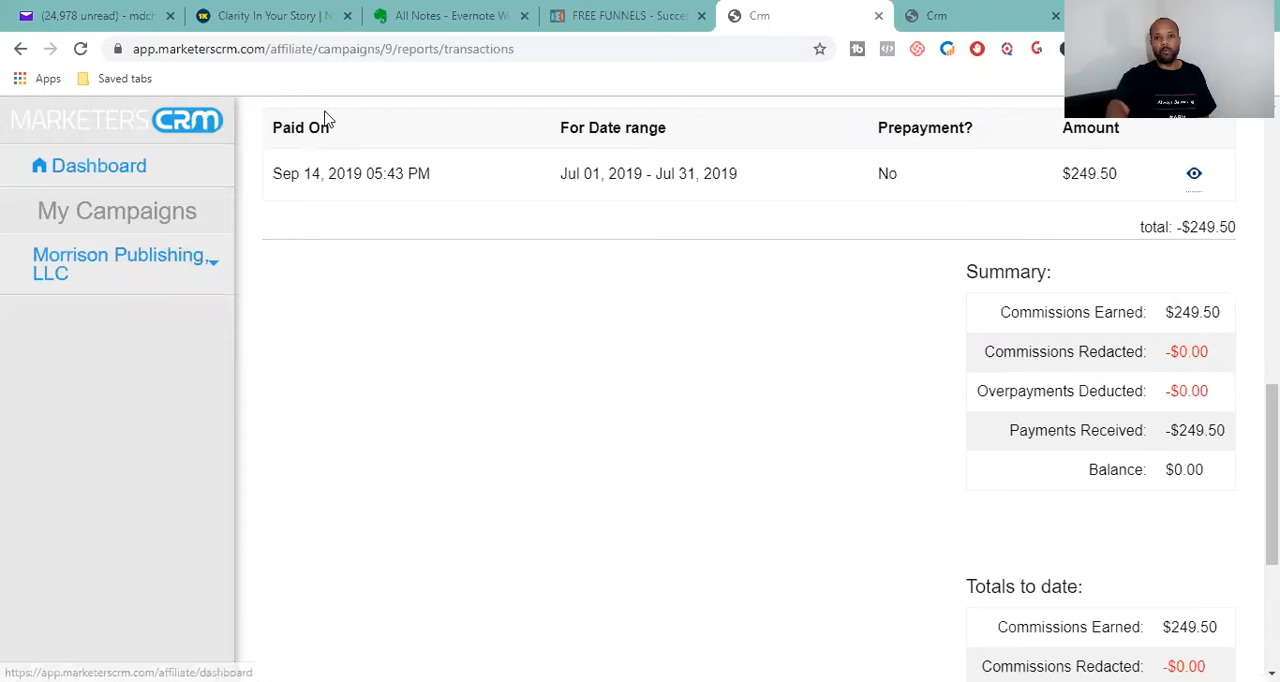 (24,978 unread) - mdch
Clarity In Your Story | N
All Notes - Evernote W
FREE FUNNELS - Succes
Crm
Crm
app.marketerscrm.com/affiliate/campaigns/9/reports/transactions
Apps
Saved tabs
MARKETER'S CRM
Dashboard
My Campaigns
Morrison Publishing, LLC
Paid On For Date range Prepayment? Amount
Sep 14, 2019 05:43 PM Jul 01, 2019 - Jul 31, 2019 No $249.50
total: -$249.50
Summary:
Commissions Earned: $249.50
Commissions Redacted: -$0.00
Overpayments Deducted: -$0.00
Payments Received: -$249.50
Balance: $0.00
Totals to date:
Commissions Earned: $249.50
Commissions Redacted: -$0.00
https://app.marketerscrm.com/affiliate/dashboard